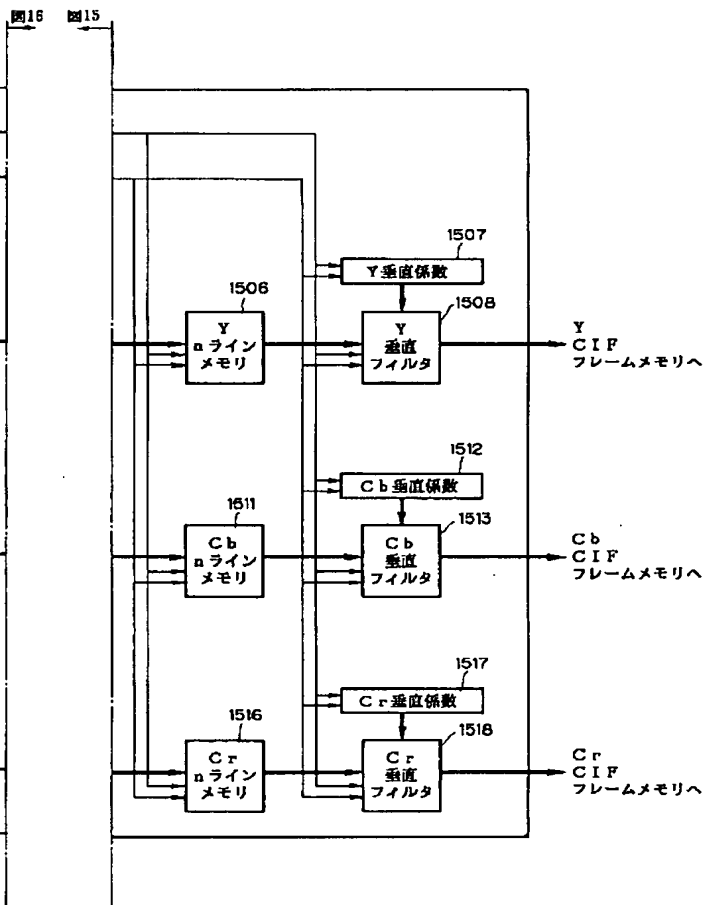 図16 図15
1507
Y垂直係数
1506
Y
nライン
メモリ
1508
Y
垂直
フィルタ
Y
CIF
フレームメモリへ
1512
Cb垂直係数
1511
Cb
nライン
メモリ
1513
Cb
垂直
フィルタ
Cb
CIF
フレームメモリへ
1517
Cr垂直係数
1516
Cr
nライン
メモリ
1518
Cr
垂直
フィルタ
Cr
CIF
フレームメモリへ